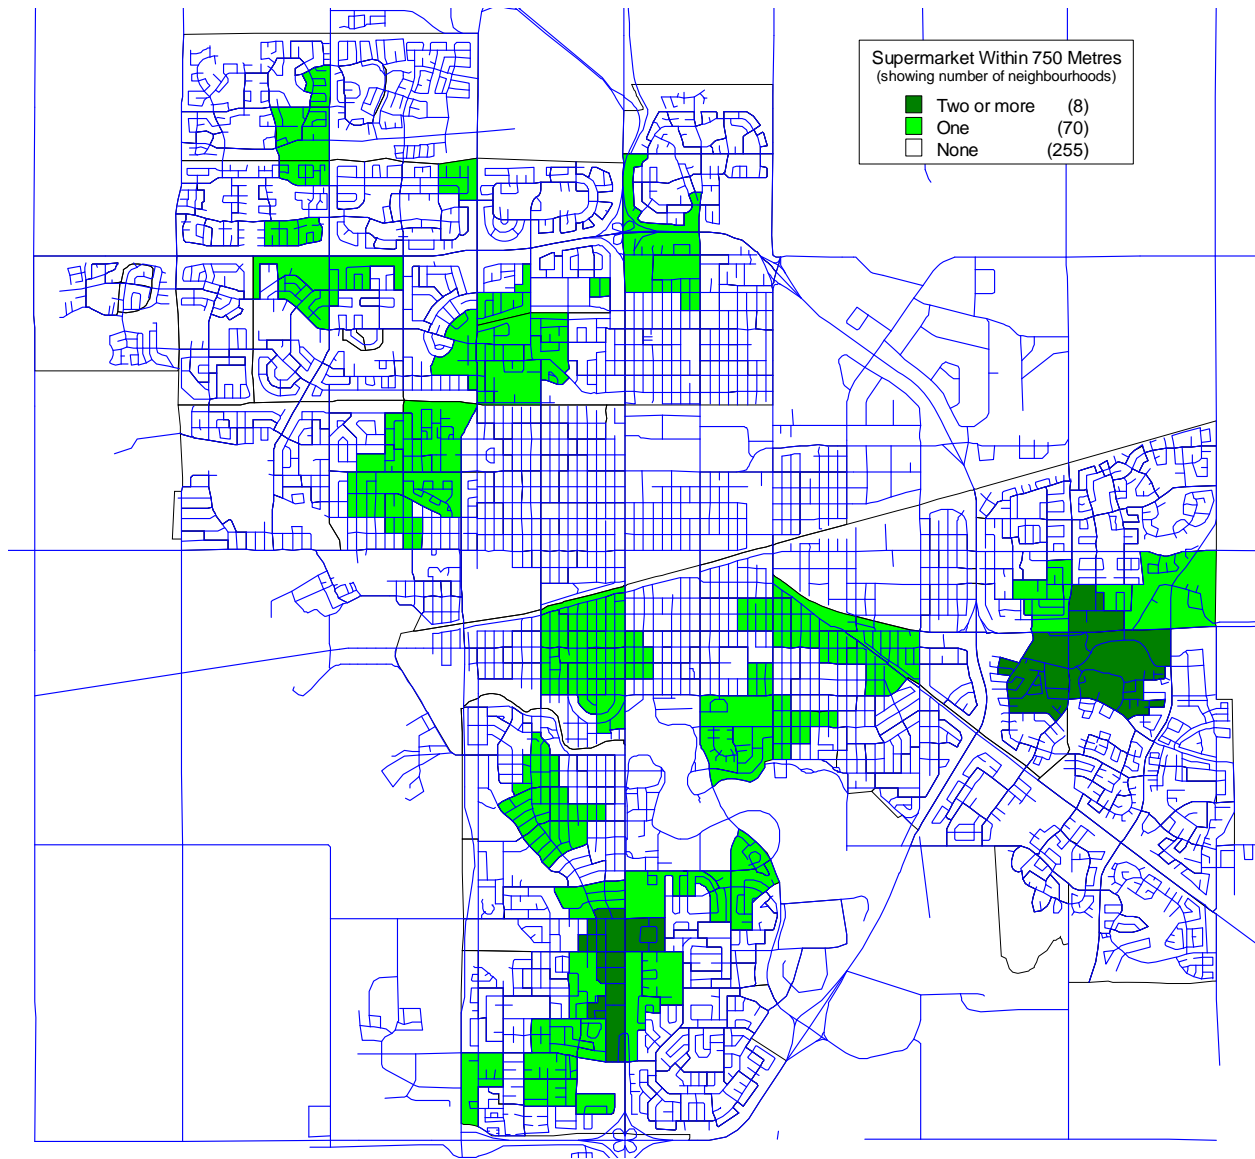 Supermarket Within 750 Metres
(showing number of neighbourhoods)
Two or more (8)
One (70)
None (255)